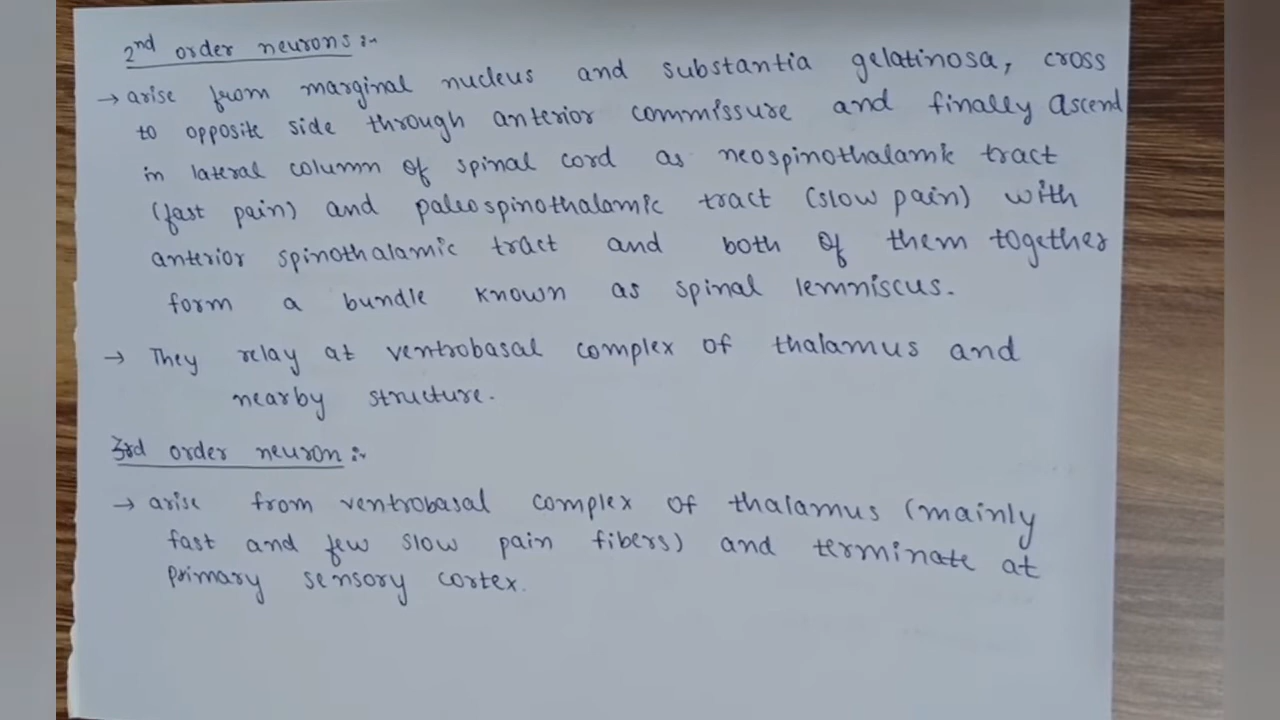 2nd order neurons :-
→ arise from marginal nucleus and substantia gelatinosa, cross
to opposite side through anterior commissure and finally ascend
in lateral column of spinal cord as neospinothalamic tract
(fast pain) and paleospinothalamic tract (slow pain) with
anterior spinothalamic tract and both of them together
form a bundle known as spinal lemniscus.
→ They relay at ventrobasal complex of thalamus and
nearby structure.
3rd order neuron :-
→ arise from ventrobasal complex of thalamus (mainly
fast and few slow pain fibers) and terminate at
primary sensory cortex.